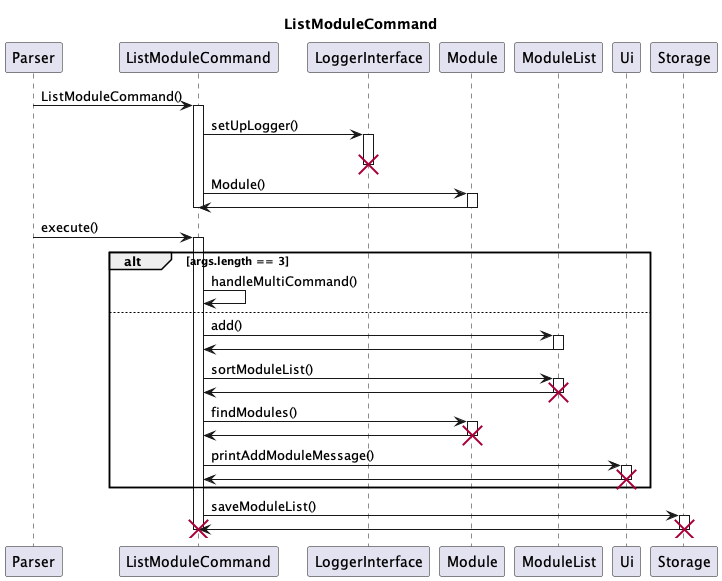 ListModuleCommand
Parser ListModuleCommand LoggerInterface Module ModuleList Ui Storage
ListModuleCommand()
setUpLogger()
Module()
execute()
alt [args.length == 3]
handleMultiCommand()
add()
sortModuleList()
findModules()
printAddModuleMessage()
saveModuleList()
Parser ListModuleCommand LoggerInterface Module ModuleList Ui Storage